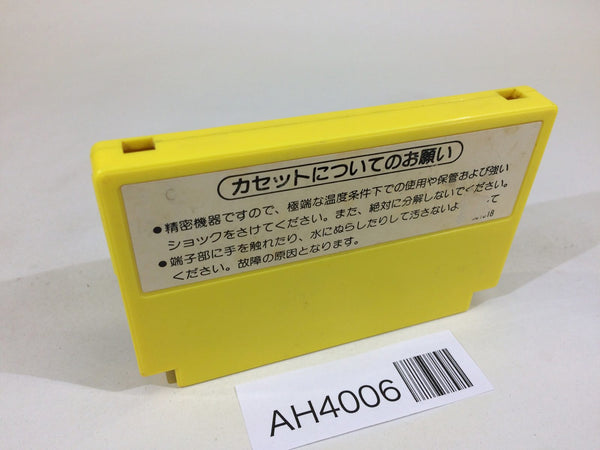 カセットについてのお願い
●精密機器ですので、極端な温度条件下での使用や保管および強い
ショックをさけてください。また、絶対に分解しないでください。
●端子部に手を触れたり、水にぬらしたりして汚さないよ て
ください。故障の原因となります。
AH4006